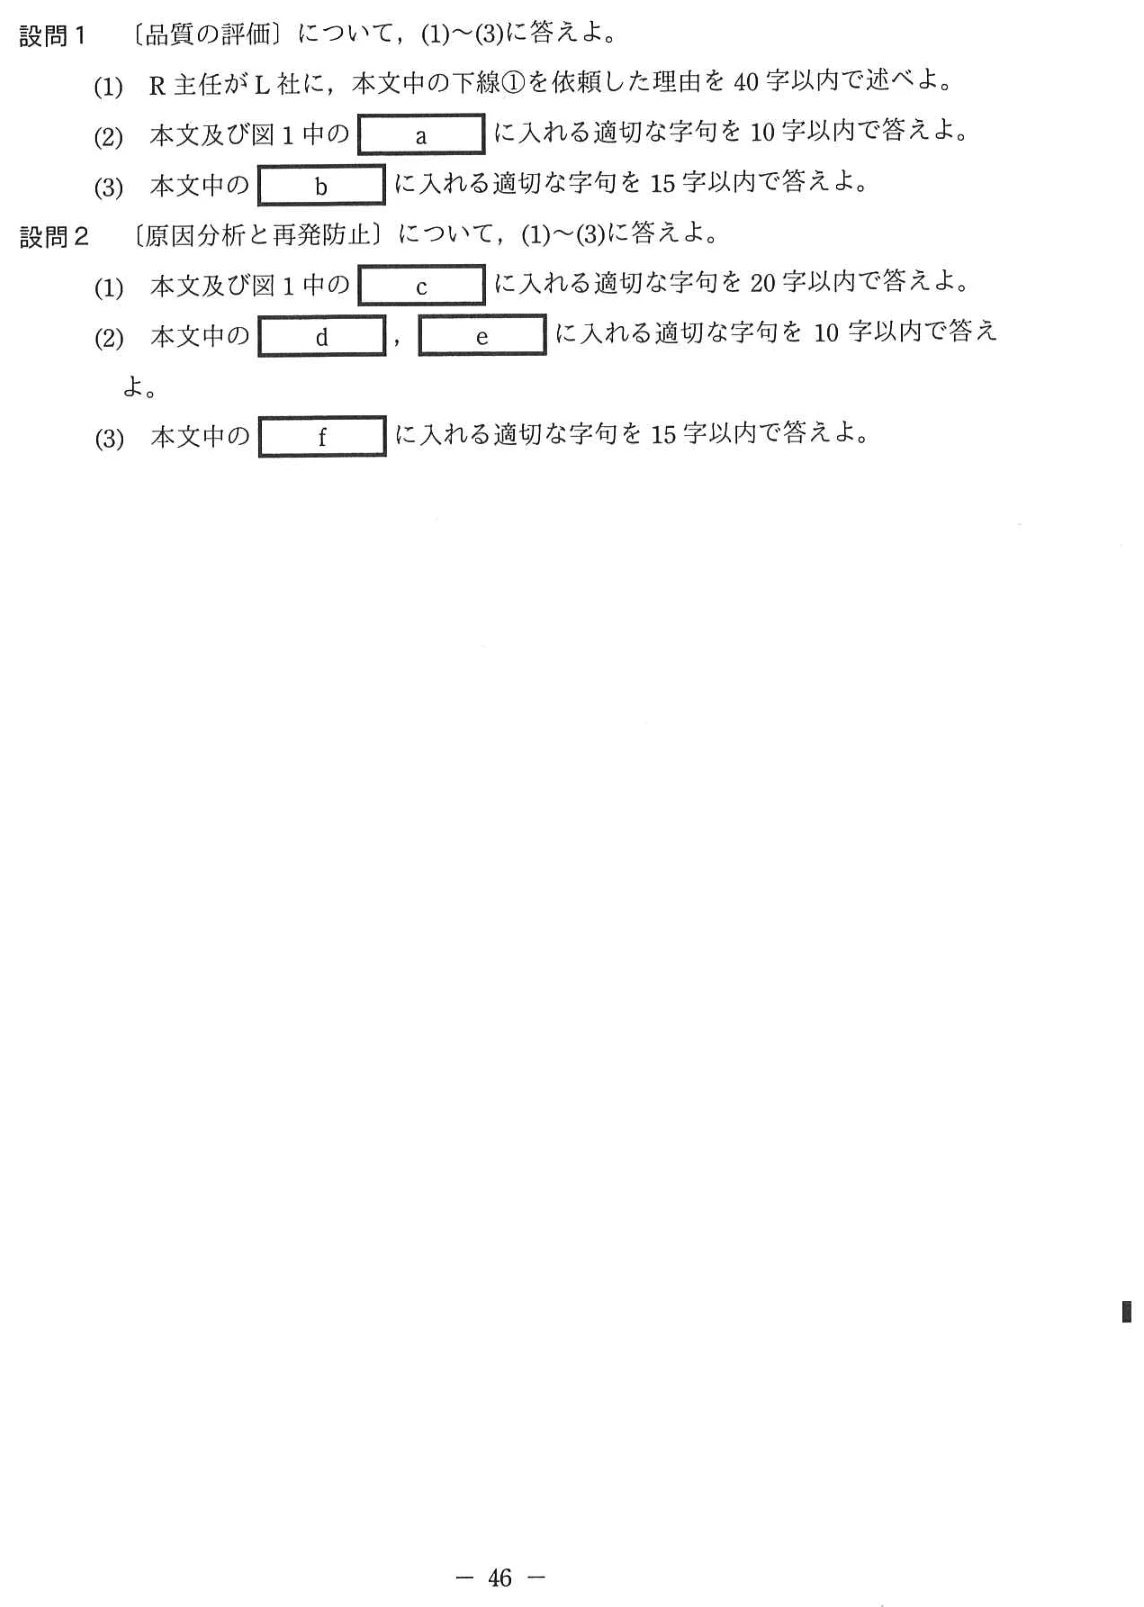 設問1 〔品質の評価〕について，(1)～(3)に答えよ。
(1) R主任がL社に，本文中の下線①を依頼した理由を40字以内で述べよ。
(2) 本文及び図1中の a に入れる適切な字句を10字以内で答えよ。
(3) 本文中の b に入れる適切な字句を15字以内で答えよ。
設問2 〔原因分析と再発防止〕について，(1)～(3)に答えよ。
(1) 本文及び図1中の c に入れる適切な字句を20字以内で答えよ。
(2) 本文中の d ， e に入れる適切な字句を10字以内で答え
よ。
(3) 本文中の f に入れる適切な字句を15字以内で答えよ。
－ 46 －